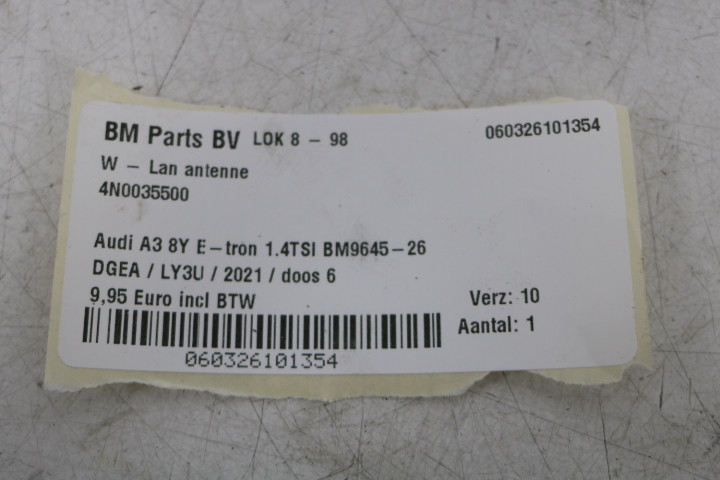 BM Parts BV LOK 8 - 98 060326101354
W - Lan antenne
4N0035500
Audi A3 8Y E-tron 1.4TSI BM9645-26
DGEA / LY3U / 2021 / doos 6
9,95 Euro incl BTW Verz: 10
Aantal: 1
060326101354